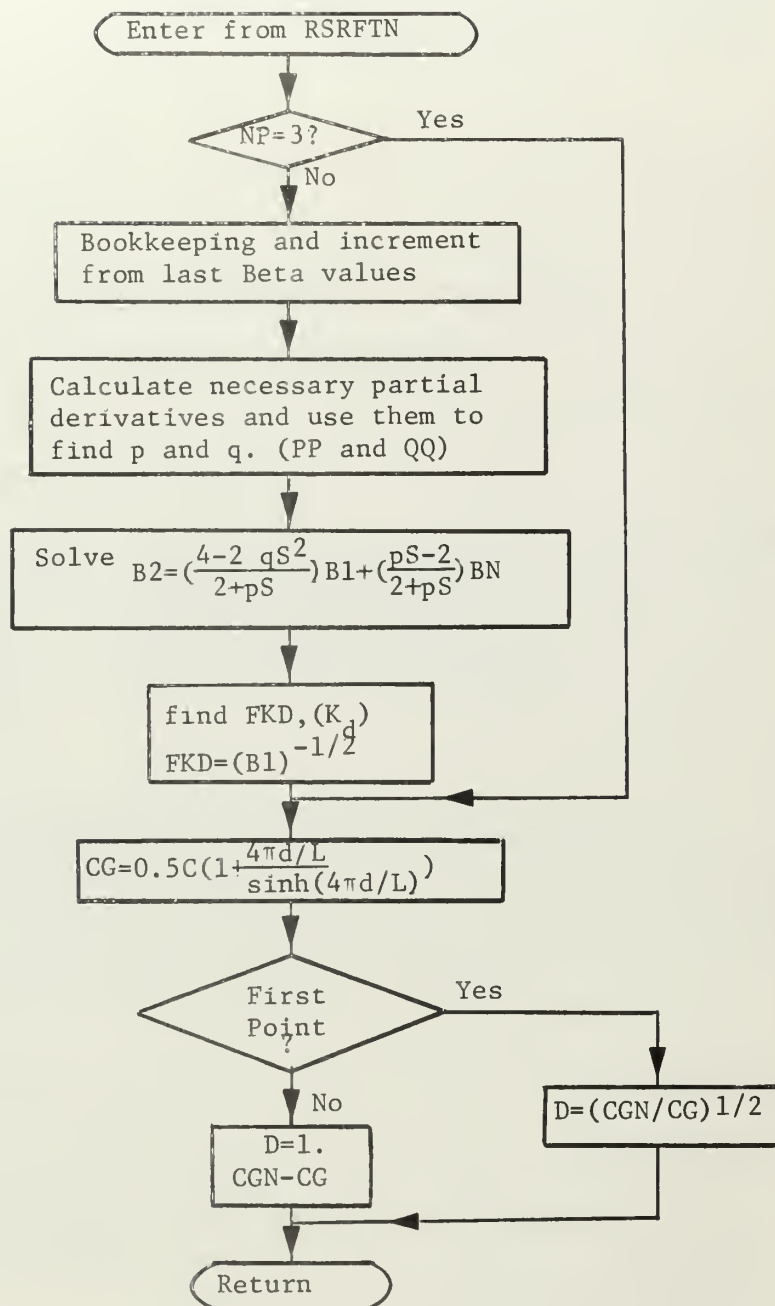 Enter from RSRFTN
NP=3?
Yes
No
Bookkeeping and increment
from last Beta values
Calculate necessary partial
derivatives and use them to
find p and q. (PP and QQ)
Solve B2=(4-2 qS²/2+pS)B1+(pS-2/2+pS)BN
find FKD,(K_d)
FKD=(B1)^-1/2
CG=0.5C(1+4πd/L/sinh(4πd/L))
First
Point
?
Yes
No
D=(CGN/CG)^1/2
D=1.
CGN-CG
Return